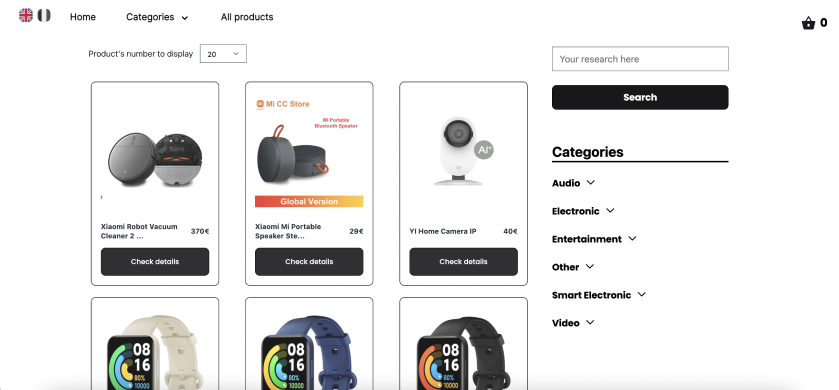 Home
Categories
All products
0
Product's number to display
20
Your research here
Search
Mi CC Store
Mi Portable
Bluetooth Speaker
Global Version
AI+
Xiaomi Robot Vacuum
Cleaner 2 ...
370€
Xiaomi Mi Portable
Speaker Ste...
29€
YI Home Camera IP
40€
Check details
Check details
Check details
Categories
Audio
Electronic
Entertainment
Other
Smart Electronic
Video
08
16
80%
10000
08
16
80%
10000
08
16
80%
10000